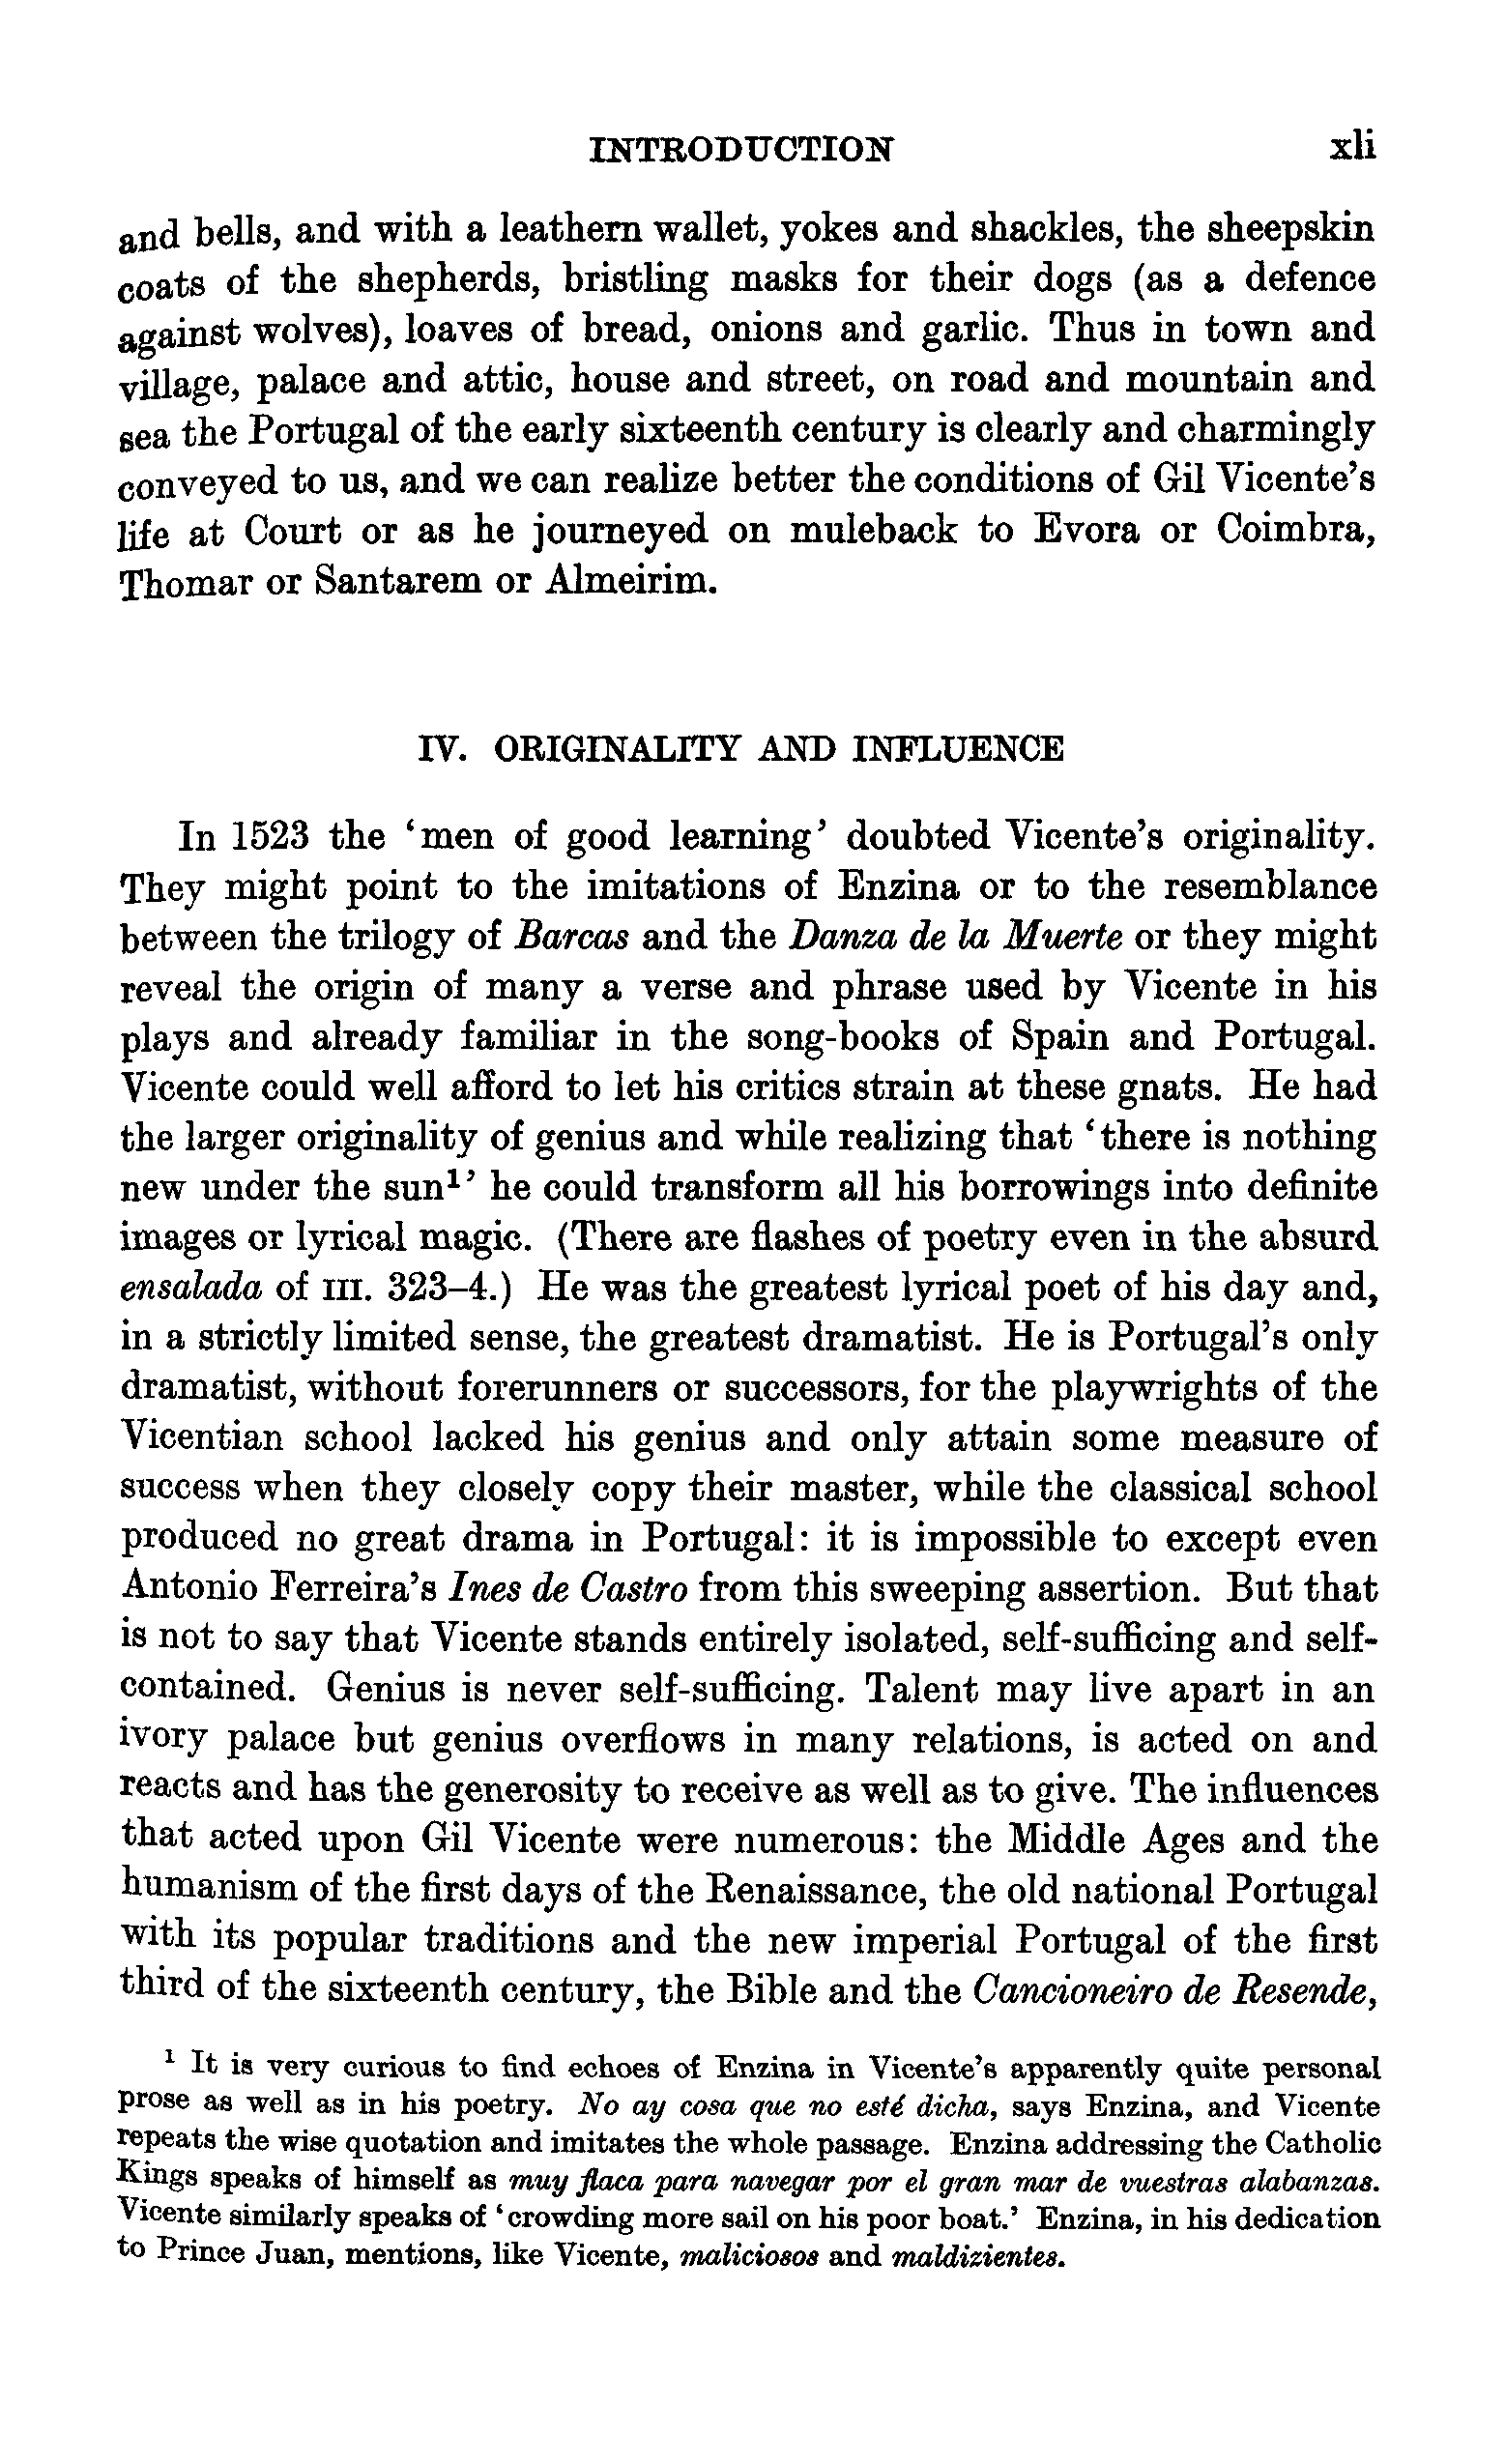 INTRODUCTION xli
and bells, and with a leathern wallet, yokes and shackles, the sheepskin
coats of the shepherds, bristling masks for their dogs (as a defence
against wolves), loaves of bread, onions and garlic. Thus in town and
village, palace and attic, house and street, on road and mountain and
sea the Portugal of the early sixteenth century is clearly and charmingly
conveyed to us, and we can realize better the conditions of Gil Vicente's
life at Court or as he journeyed on muleback to Evora or Coimbra,
Thomar or Santarem or Almeirim.
IV. ORIGINALITY AND INFLUENCE
In 1523 the ‘men of good learning’ doubted Vicente's originality.
They might point to the imitations of Enzina or to the resemblance
between the trilogy of Barcas and the Danza de la Muerte or they might
reveal the origin of many a verse and phrase used by Vicente in his
plays and already familiar in the song-books of Spain and Portugal.
Vicente could well afford to let his critics strain at these gnats. He had
the larger originality of genius and while realizing that ‘there is nothing
new under the sun¹’ he could transform all his borrowings into definite
images or lyrical magic. (There are flashes of poetry even in the absurd
ensalada of III. 323–4.) He was the greatest lyrical poet of his day and,
in a strictly limited sense, the greatest dramatist. He is Portugal's only
dramatist, without forerunners or successors, for the playwrights of the
Vicentian school lacked his genius and only attain some measure of
success when they closely copy their master, while the classical school
produced no great drama in Portugal: it is impossible to except even
Antonio Ferreira's Ines de Castro from this sweeping assertion. But that
is not to say that Vicente stands entirely isolated, self-sufficing and self-
contained. Genius is never self-sufficing. Talent may live apart in an
ivory palace but genius overflows in many relations, is acted on and
reacts and has the generosity to receive as well as to give. The influences
that acted upon Gil Vicente were numerous: the Middle Ages and the
humanism of the first days of the Renaissance, the old national Portugal
with its popular traditions and the new imperial Portugal of the first
third of the sixteenth century, the Bible and the Cancioneiro de Resende,
¹ It is very curious to find echoes of Enzina in Vicente's apparently quite personal
prose as well as in his poetry. No ay cosa que no esté dicha, says Enzina, and Vicente
repeats the wise quotation and imitates the whole passage. Enzina addressing the Catholic
Kings speaks of himself as muy flaca para navegar por el gran mar de vuestras alabanzas.
Vicente similarly speaks of ‘crowding more sail on his poor boat.’ Enzina, in his dedication
to Prince Juan, mentions, like Vicente, maliciosos and maldizientes.